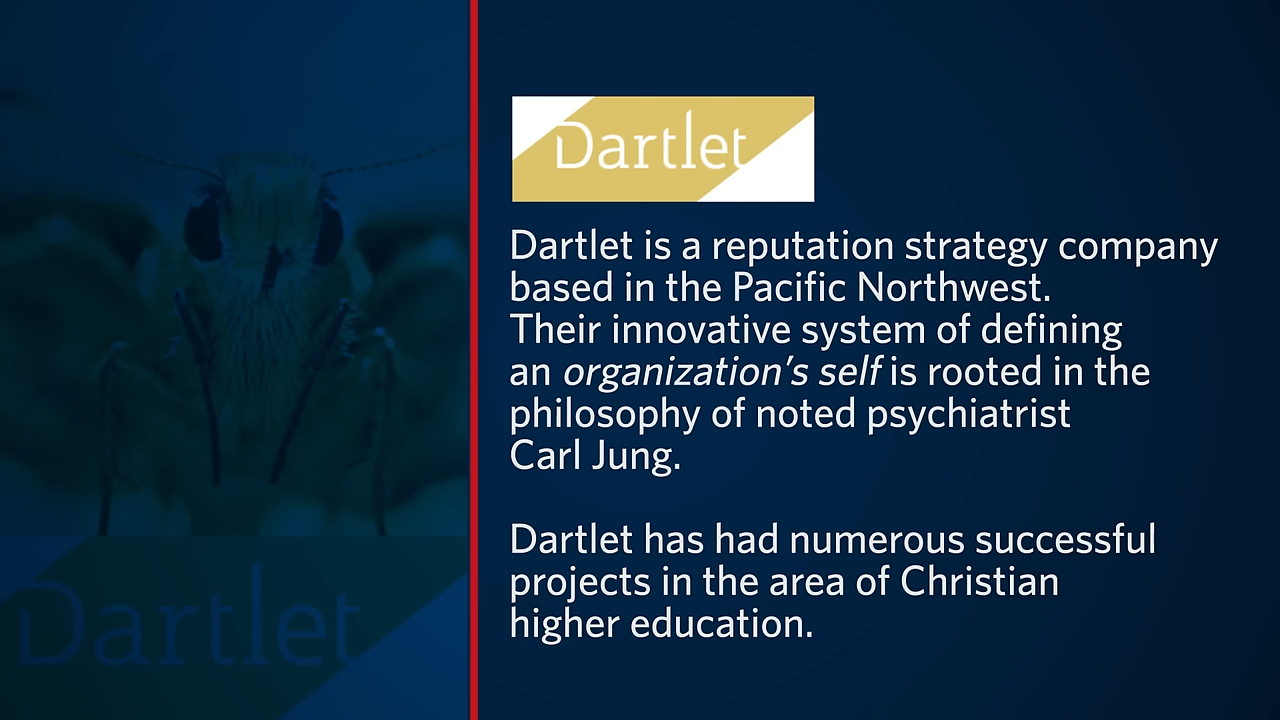 Dartlet
Dartlet is a reputation strategy company
based in the Pacific Northwest.
Their innovative system of defining
an organization's self is rooted in the
philosophy of noted psychiatrist
Carl Jung.
Dartlet has had numerous successful
projects in the area of Christian
higher education.
Dartlet